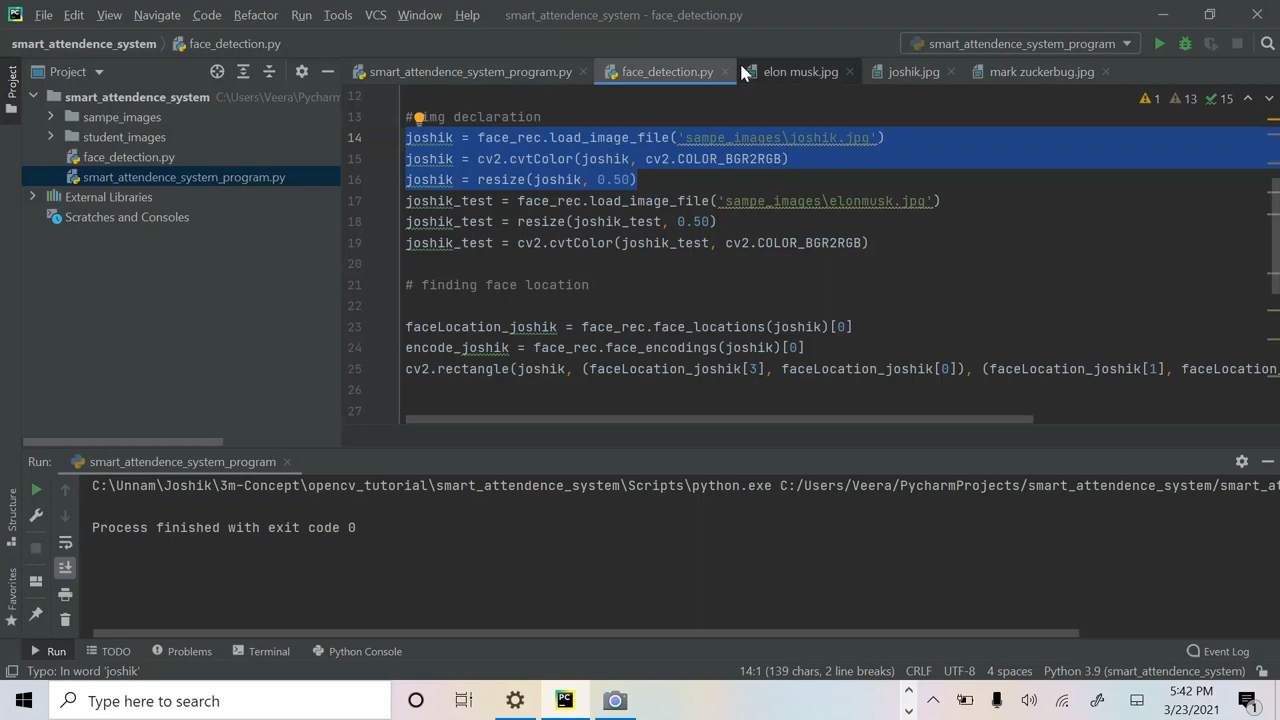 File Edit View Navigate Code Refactor Run Tools VCS Window Help smart_attendence_system - face_detection.py
smart_attendence_system face_detection.py smart_attendence_system_program
Project smart_attendence_system_program.py face_detection.py elon musk.jpg joshik.jpg mark zuckerbug.jpg
Project
smart_attendence_system C:\Users\Veera\Pycharm
sampe_images
student_images
face_detection.py
smart_attendence_system_program.py
External Libraries
Scratches and Consoles
1 13 15
12
13 # img declaration
14 joshik = face_rec.load_image_file('sampe_images\joshik.jpg')
15 joshik = cv2.cvtColor(joshik, cv2.COLOR_BGR2RGB)
16 joshik = resize(joshik, 0.50)
17 joshik_test = face_rec.load_image_file('sampe_images\elonmusk.jpg')
18 joshik_test = resize(joshik_test, 0.50)
19 joshik_test = cv2.cvtColor(joshik_test, cv2.COLOR_BGR2RGB)
20
21 # finding face location
22
23 faceLocation_joshik = face_rec.face_locations(joshik)[0]
24 encode_joshik = face_rec.face_encodings(joshik)[0]
25 cv2.rectangle(joshik, (faceLocation_joshik[3], faceLocation_joshik[0]), (faceLocation_joshik[1], faceLocation
26
27
Run: smart_attendence_system_program
C:\Unnam\Joshik\3m-Concept\opencv_tutorial\smart_attendence_system\Scripts\python.exe C:/Users/Veera/PycharmProjects/smart_attendence_system/smart_at
Process finished with exit code 0
Structure
Favorites
Run TODO Problems Terminal Python Console Event Log
Typo: In word 'joshik' 14:1 (139 chars, 2 line breaks) CRLF UTF-8 4 spaces Python 3.9 (smart_attendence_system)
Type here to search
5:42 PM
3/23/2021
1